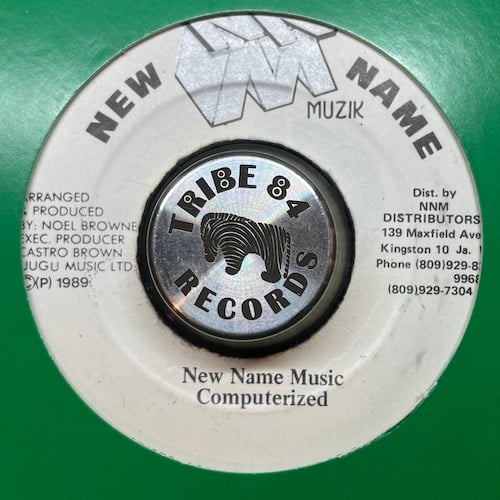 NEW NAME
MUZIK
ARRANGED
& PRODUCED
BY: NOEL BROWNE
EXEC. PRODUCER
CASTRO BROWN
JUGU MUSIC LTD.
©(P) 1989
TRIBE 84
RECORDS
Dist. by
NNM
DISTRIBUTORS
139 Maxfield Ave
Kingston 10 Ja.
Phone (809)929-8
9968
(809)929-7304
New Name Music
Computerized